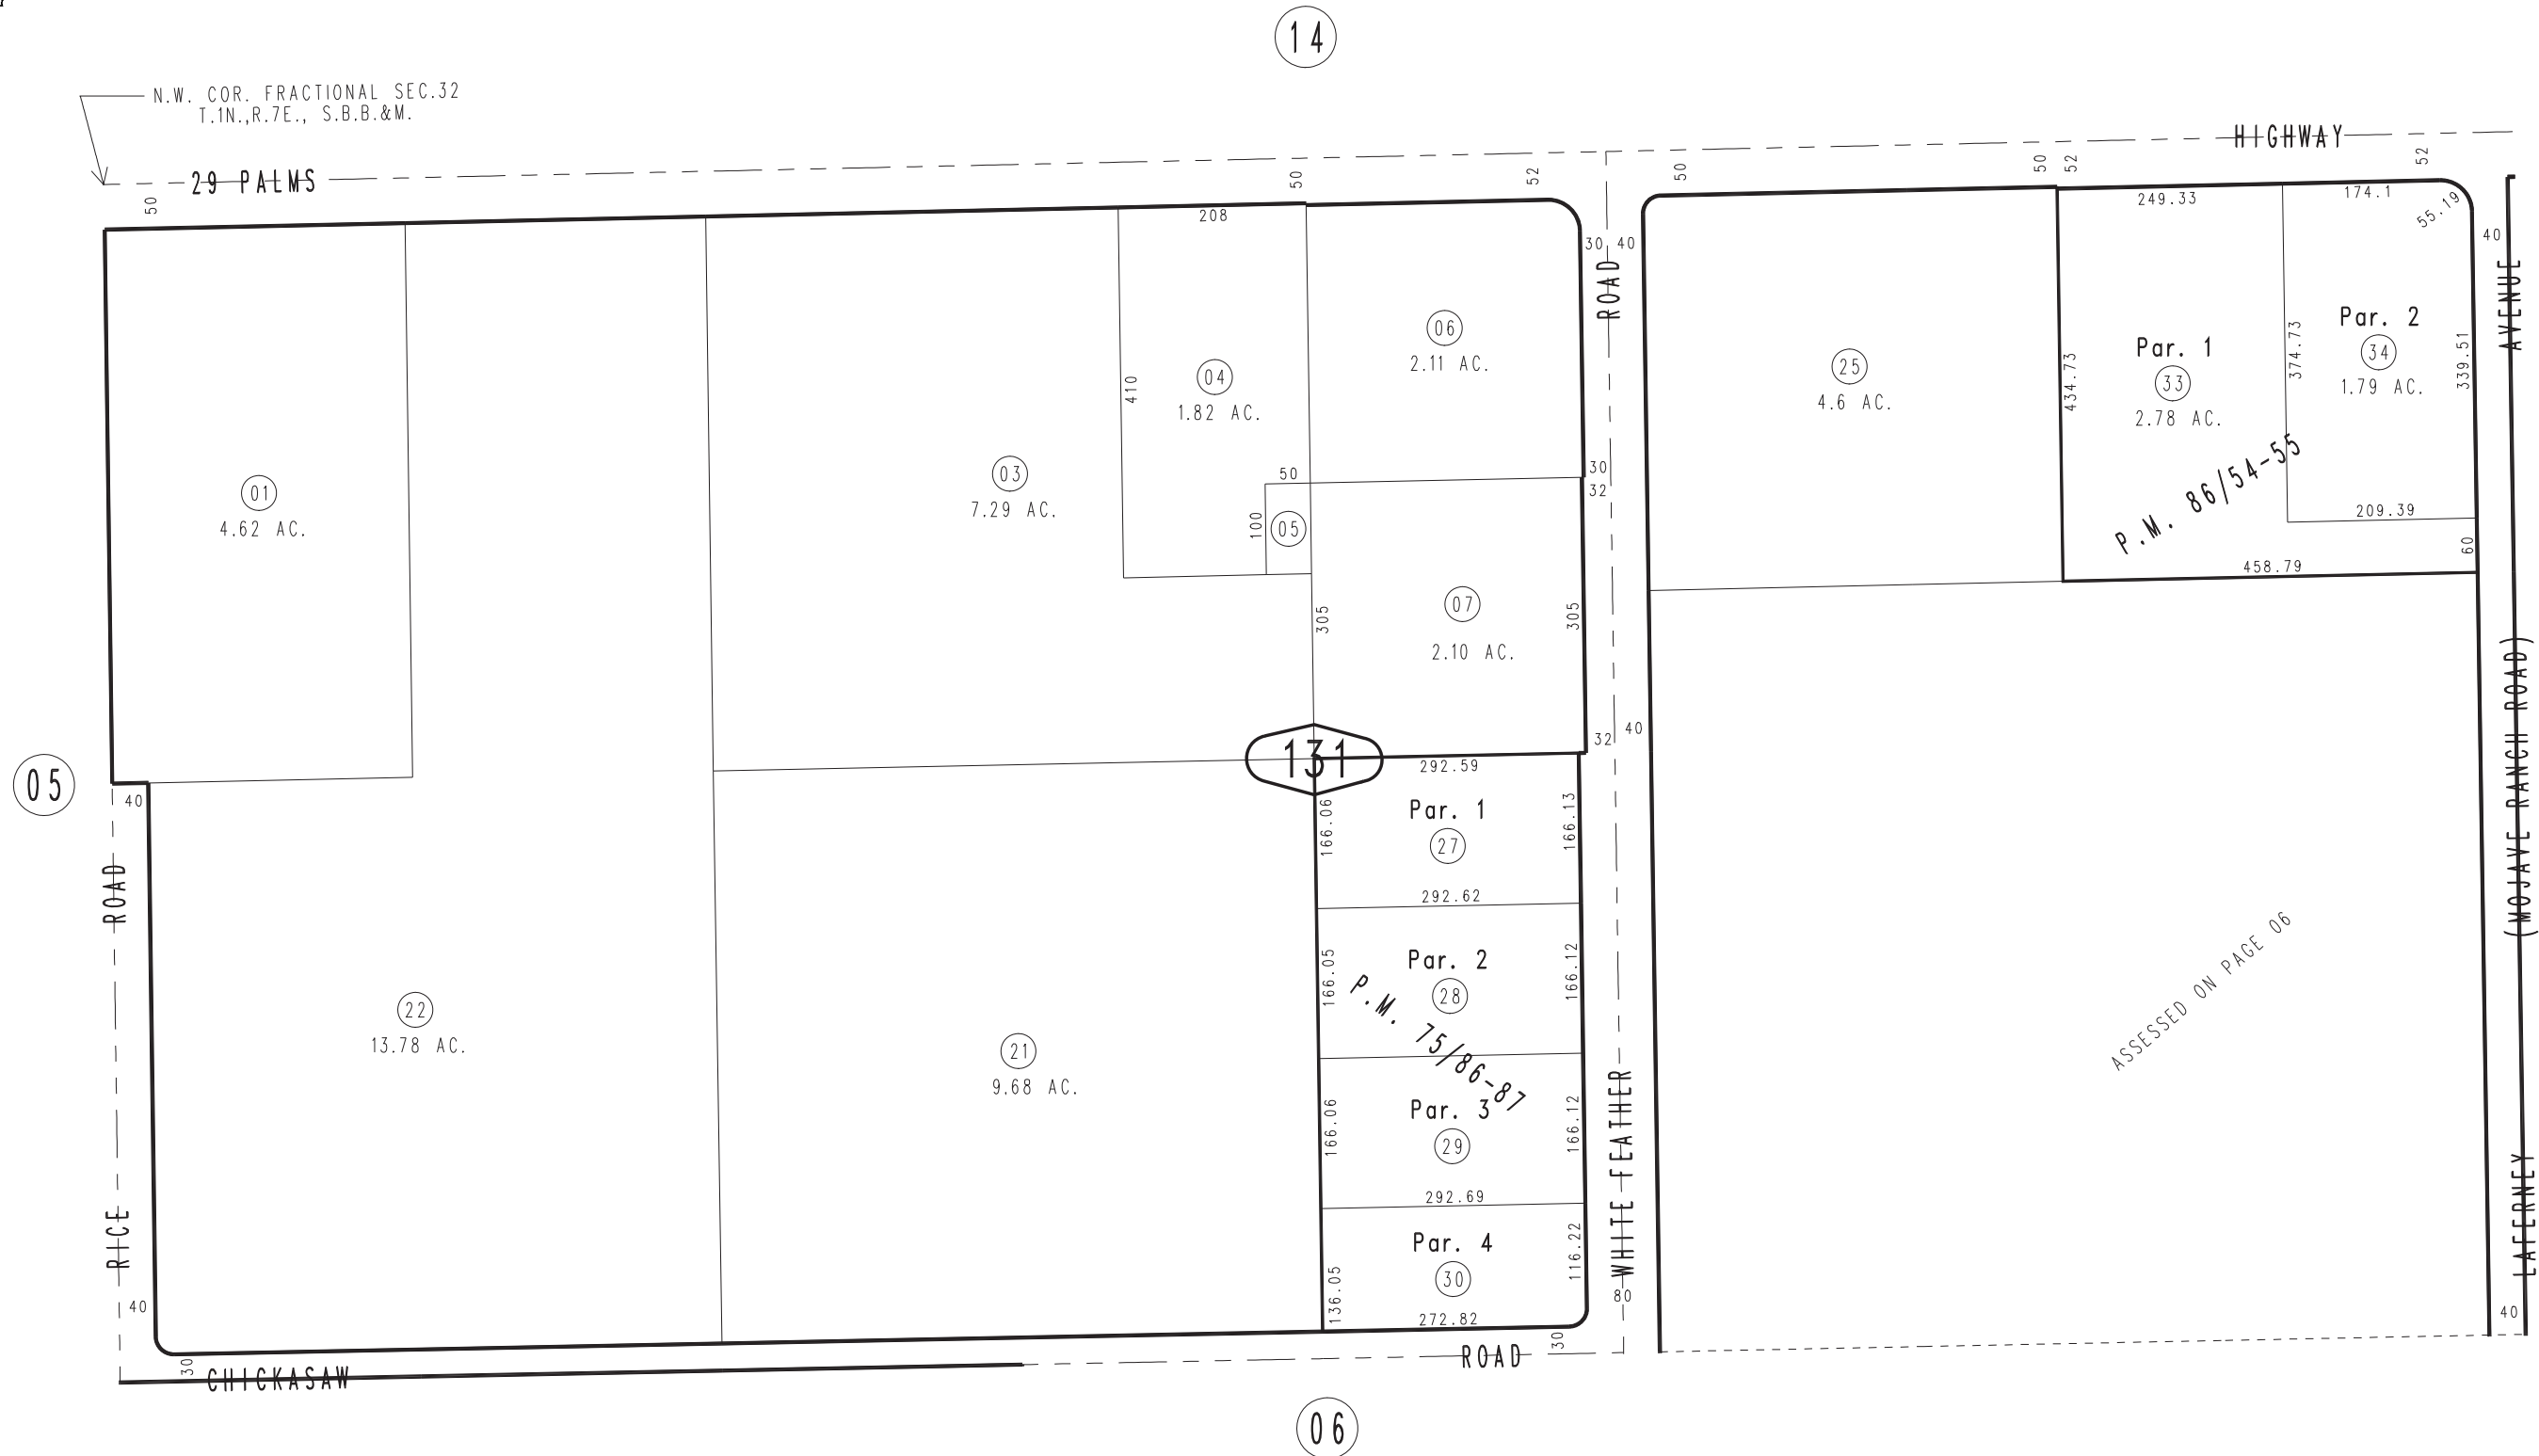 14
N.W. COR. FRACTIONAL SEC.32
T.1N.,R.7E., S.B.B.&M.
29 PALMS
HIGHWAY
50
50
52
50
50
52
52
208
249.33
174.1
55.19
30
40
40
ROAD
AVENUE
06
2.11 AC.
Par. 2
34
1.79 AC.
Par. 1
33
2.78 AC.
25
4.6 AC.
04
1.82 AC.
410
434.73
374.73
339.51
P.M. 86/54-55
03
7.29 AC.
01
4.62 AC.
50
30
32
100
05
209.39
60
458.79
07
2.10 AC.
305
305
131
32
40
(MOJAVE RANCH ROAD)
05
40
292.59
Par. 1
27
166.06
166.13
292.62
ROAD
Par. 2
28
166.05
166.12
P.M. 75/86-87
ASSESSED ON PAGE 06
22
13.78 AC.
21
9.68 AC.
Par. 3
29
166.06
166.12
292.69
WHITE FEATHER
LAFERNEY
RICE
Par. 4
30
136.05
116.22
272.82
40
80
40
30
30
CHICKASAW
ROAD
06